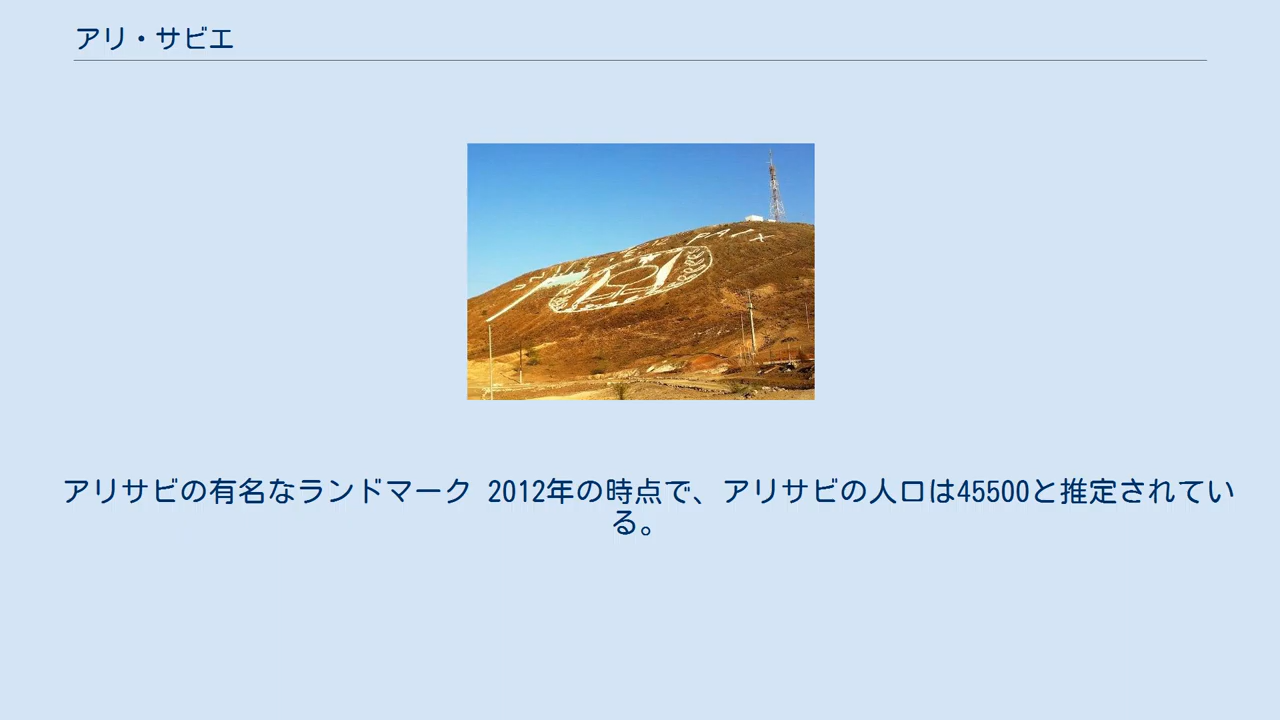 アリ・サビエ
UNITE, E PAIX
アリサビの有名なランドマーク 2012年の時点で、アリサビの人口は45500と推定されてい
る。